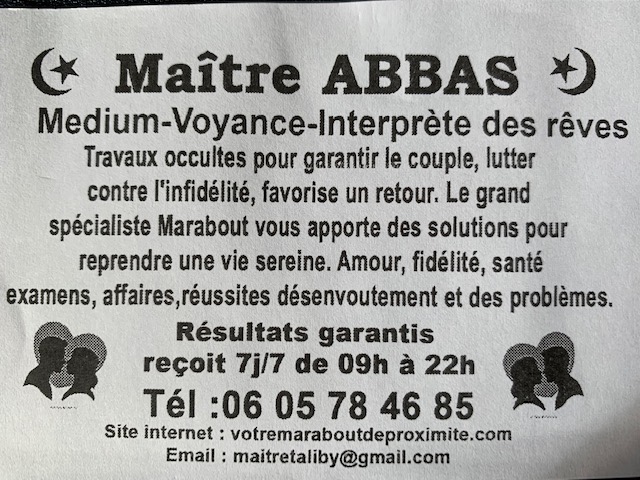 Maître ABBAS
Medium-Voyance-Interprète des rêves
Travaux occultes pour garantir le couple, lutter
contre l'infidélité, favorise un retour. Le grand
spécialiste Marabout vous apporte des solutions pour
reprendre une vie sereine. Amour, fidélité, santé
examens, affaires,réussites désenvoutement et des problèmes.
Résultats garantis
reçoit 7j/7 de 09h à 22h
Tél :06 05 78 46 85
Site internet : votremaraboutdeproximite.com
Email : maitretaliby@gmail.com